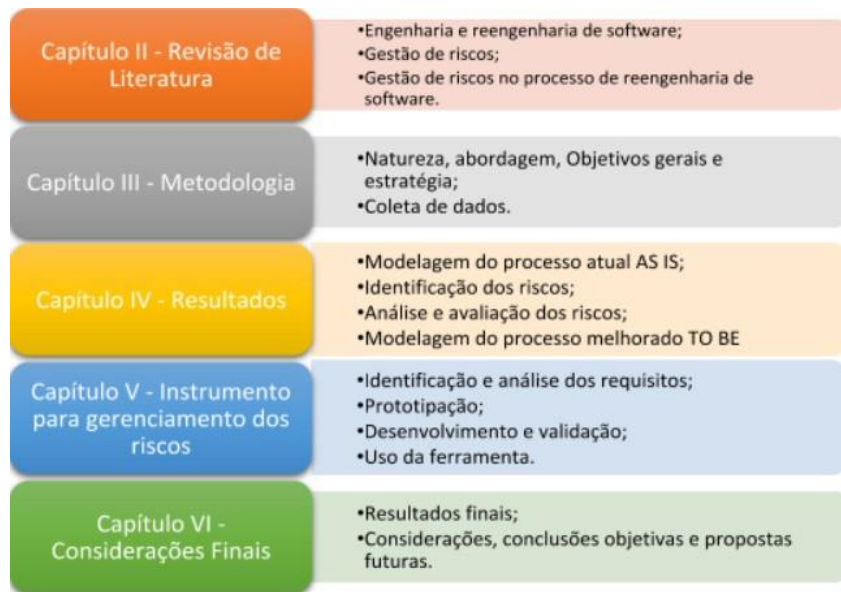 Capítulo II - Revisão de
Literatura
•Engenharia e reengenharia de software;
•Gestão de riscos;
•Gestão de riscos no processo de reengenharia de
software.
Capítulo III - Metodologia
•Natureza, abordagem, Objetivos gerais e
estratégia;
•Coleta de dados.
Capítulo IV - Resultados
•Modelagem do processo atual AS IS;
•Identificação dos riscos;
•Análise e avaliação dos riscos;
•Modelagem do processo melhorado TO BE
Capítulo V - Instrumento
para gerenciamento dos
riscos
•Identificação e análise dos requisitos;
•Prototipação;
•Desenvolvimento e validação;
•Uso da ferramenta.
Capítulo VI -
Considerações Finais
•Resultados finais;
•Considerações, conclusões objetivas e propostas
futuras.